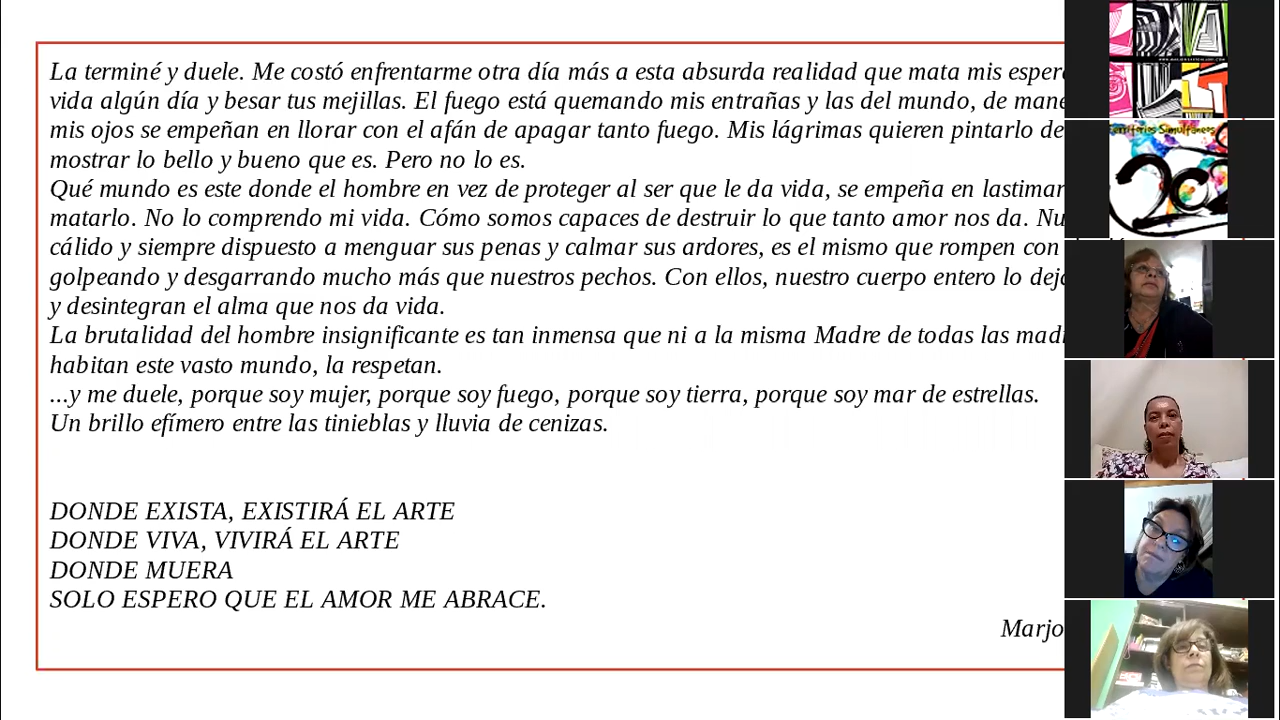 La terminé y duele. Me costó enfrentarme otro día más a esta absurda realidad que mata mis
vida algún día y besar tus mejillas. El fuego está quemando mis entrañas y las del mundo, de
mis ojos se empeñan en llorar con el afán de apagar tanto fuego. Mis lágrimas quieren pintarlo de
mostrar lo bello y bueno que es. Pero no lo es.
Qué mundo es este donde el hombre en vez de proteger al ser que le da vida, se empeña en lastimar
matarlo. No lo comprendo mi vida. Cómo somos capaces de destruir lo que tanto amor nos da.
cálido y siempre dispuesto a menguar sus penas y calmar sus ardores, es el mismo que rompen con
golpeando y desgarrando mucho más que nuestros pechos. Con ellos, nuestro cuerpo entero lo
y desintegran el alma que nos da vida.
La brutalidad del hombre insignificante es tan inmensa que ni a la misma Madre de todas las
habitan este vasto mundo, la respetan.
...y me duele, porque soy mujer, porque soy fuego, porque soy tierra, porque soy mar de estrellas.
Un brillo efímero entre las tinieblas y lluvia de cenizas.
DONDE EXISTA, EXISTIRÁ EL ARTE
DONDE VIVA, VIVIRÁ EL ARTE
DONDE MUERA
SOLO ESPERO QUE EL AMOR ME ABRACE.
Marjo
Territorios Simultáneos